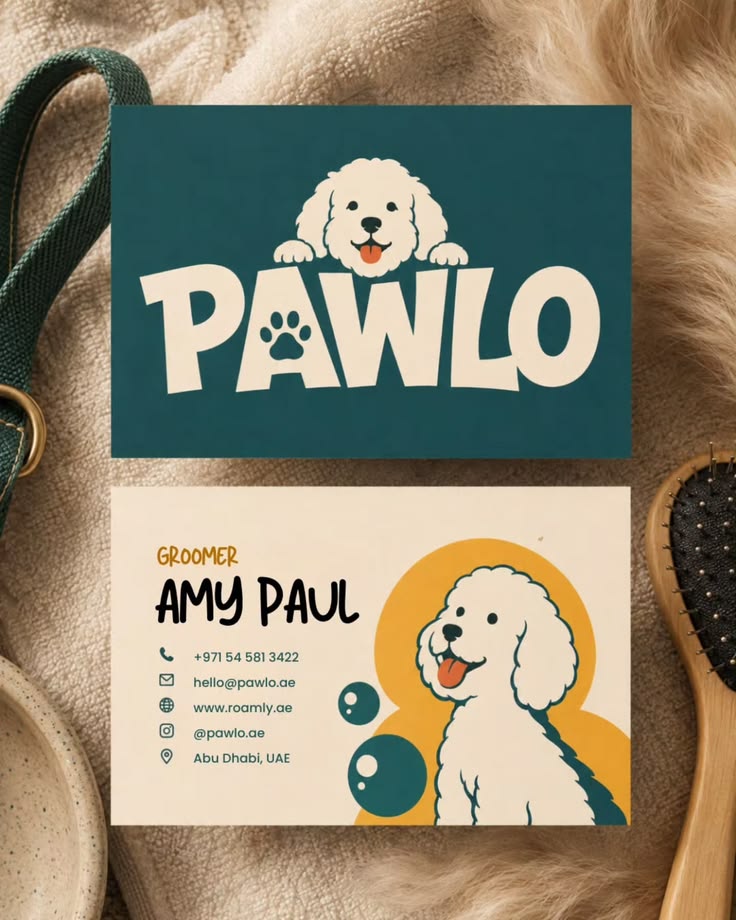 PAWLO
GROOMER
AMY PAUL
+971 54 581 3422
hello@pawlo.ae
www.roamly.ae
@pawlo.ae
Abu Dhabi, UAE